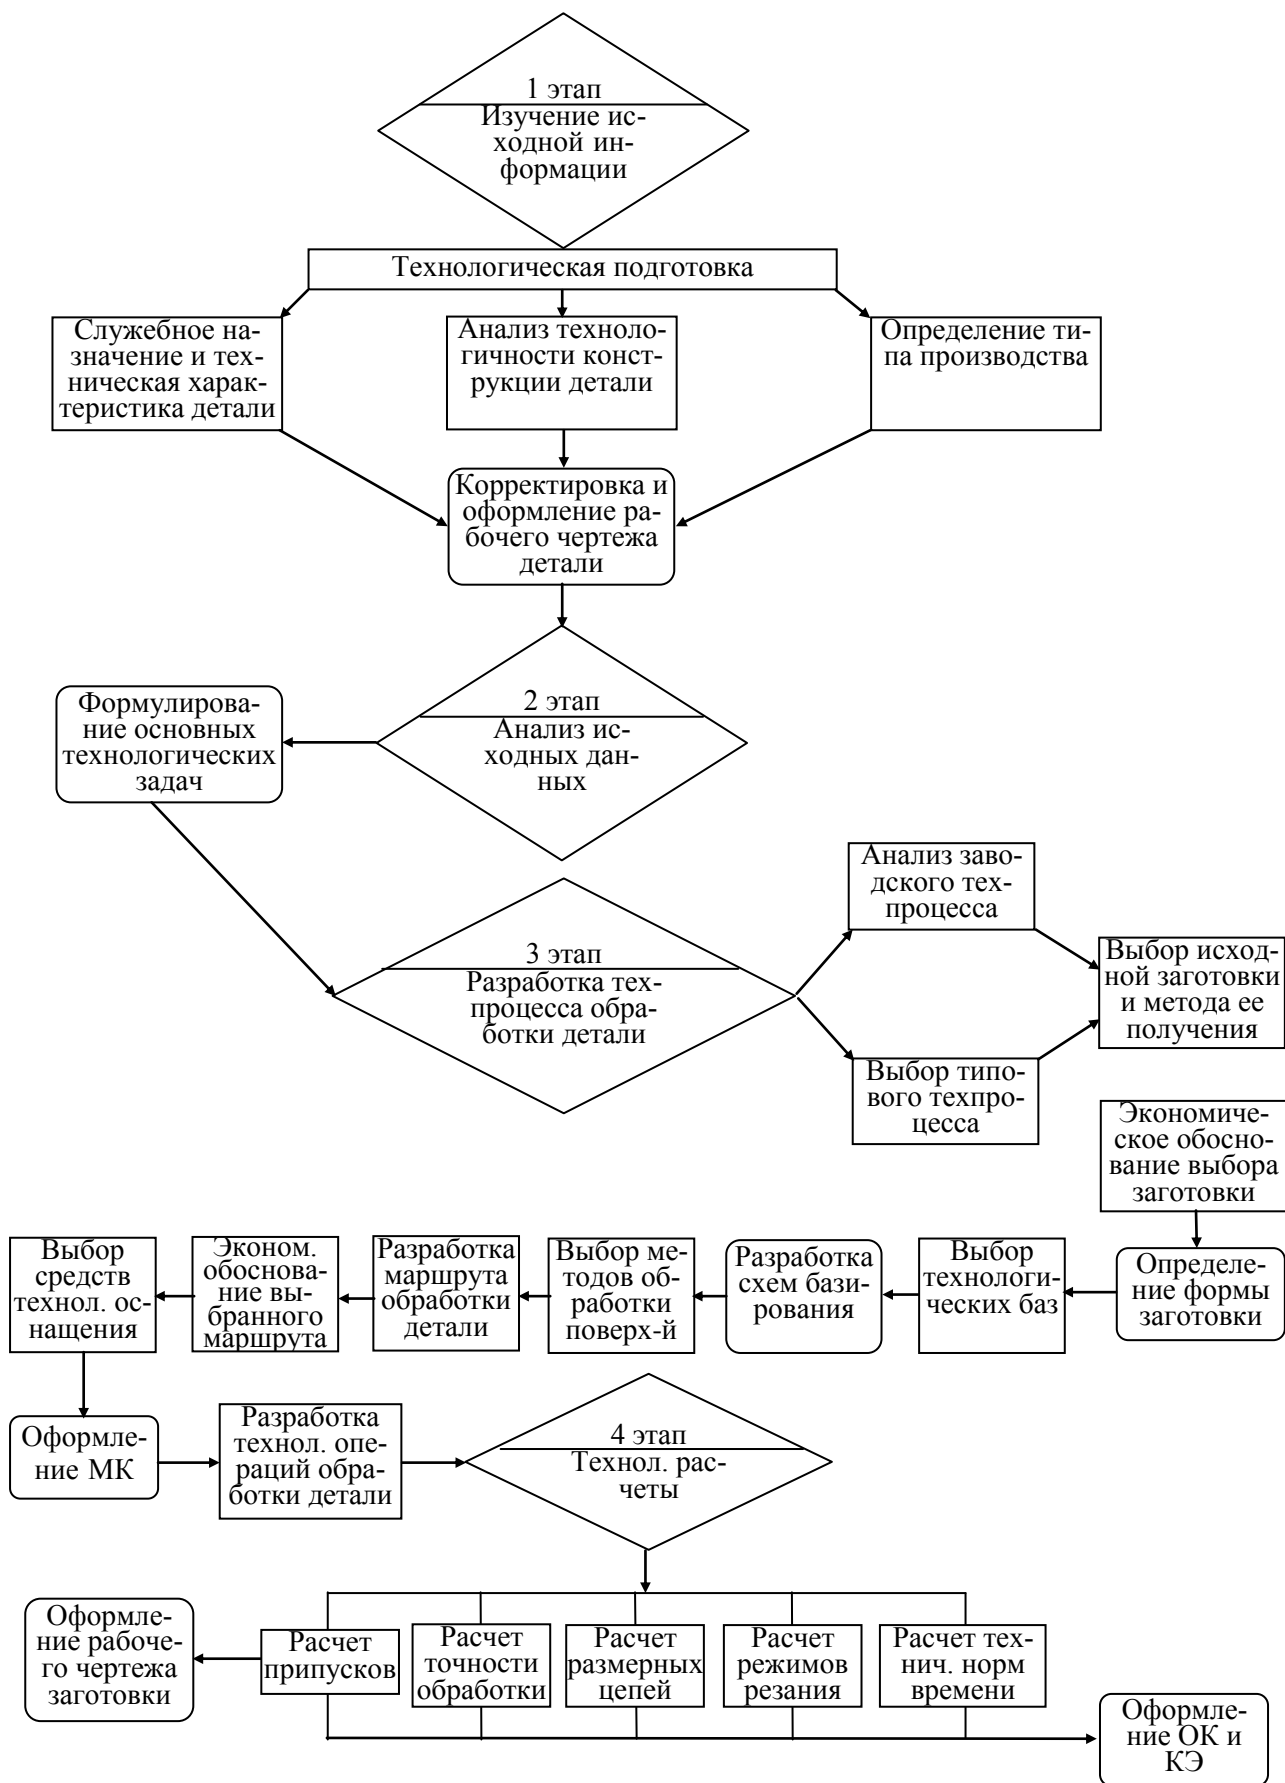 1 этап
Изучение ис-
ходной ин-
формации
Технологическая подготовка
Служебное на-
значение и тех-
ническая харак-
теристика детали
Анализ техноло-
гичности конст-
рукции детали
Определение ти-
па производства
Корректировка и
оформление ра-
бочего чертежа
детали
2 этап
Анализ ис-
ходных дан-
ных
Формулирова-
ние основных
технологических
задач
3 этап
Разработка тех-
процесса обра-
ботки детали
Анализ заво-
дского тех-
процесса
Выбор типо-
вого техпро-
цесса
Выбор исход-
ной заготовки
и метода ее
получения
Экономиче-
ское обосно-
вание выбора
заготовки
Определе-
ние формы
заготовки
Выбор
технологи-
ческих баз
Разработка
схем бази-
рования
Выбор ме-
тодов об-
работки
поверх-й
Разработка
маршрута
обработки
детали
Эконом.
обоснова-
ние вы-
бранного
маршрута
Выбор
средств
технол. ос-
нащения
Оформле-
ние МК
Разработка
технол. опе-
раций обра-
ботки детали
4 этап
Технол. рас-
четы
Оформле-
ние рабоче-
го чертежа
заготовки
Расчет
припусков
Расчет
точности
обработки
Расчет
размерных
цепей
Расчет
режимов
резания
Расчет тех-
нич. норм
времени
Оформле-
ние ОК и
КЭ